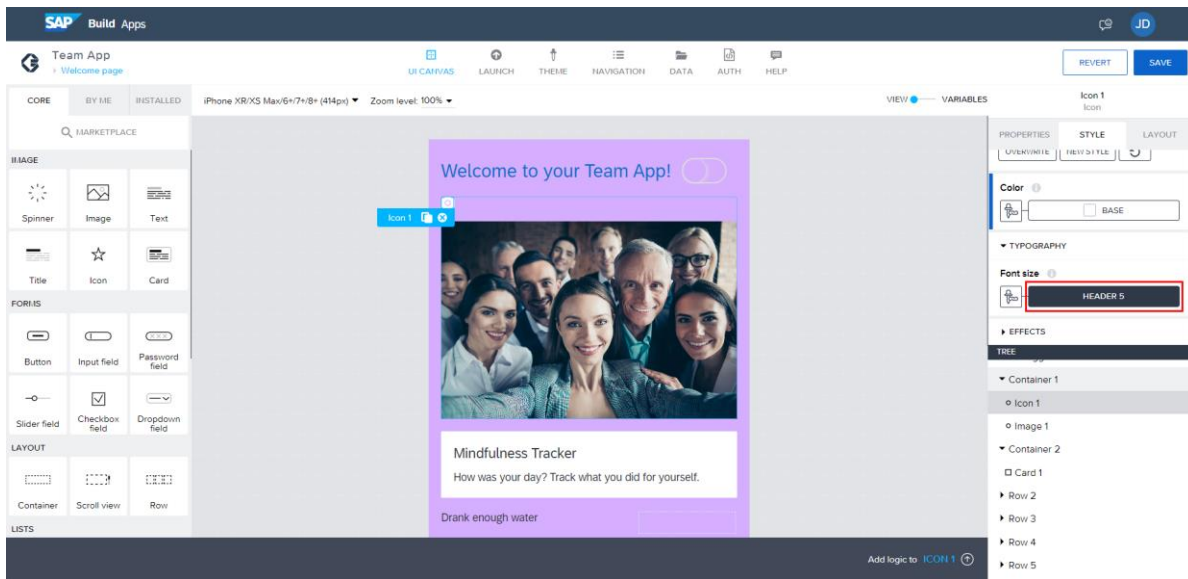 SAP Build Apps
JD
Team App
› Welcome page
UI CANVAS LAUNCH THEME NAVIGATION DATA AUTH HELP
REVERT SAVE
CORE BY ME INSTALLED
iPhone XR/XS Max/6+/7+/8+ (414px) Zoom level: 100%
VIEW VARIABLES
Icon 1
Icon
MARKETPLACE
PROPERTIES STYLE LAYOUT
OVERWRITE NEW STYLE
IMAGE
Spinner Image Text
Title Icon Card
FORMS
Button Input field Password field
Slider field Checkbox field Dropdown field
LAYOUT
Container Scroll view Row
LISTS
Welcome to your Team App!
Icon 1
Mindfulness Tracker
How was your day? Track what you did for yourself.
Drank enough water
Color
BASE
TYPOGRAPHY
Font size
HEADER 5
EFFECTS
TREE
Container 1
Icon 1
Image 1
Container 2
Card 1
Row 2
Row 3
Row 4
Row 5
Add logic to ICON 1